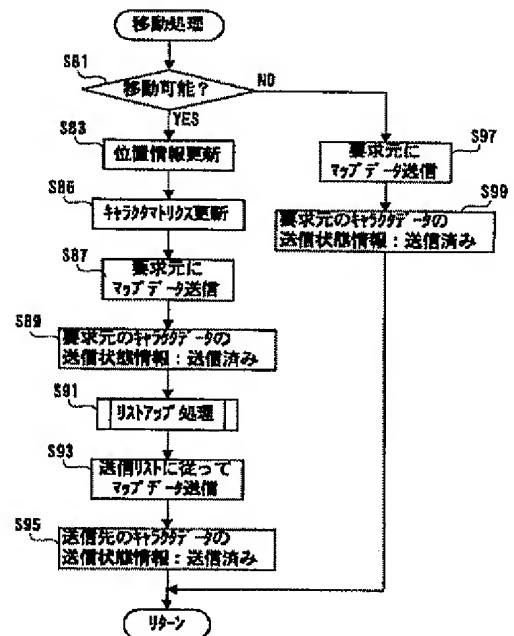 移動処理
S81
移動可能?
NO
YES
S83
位置情報更新
S86
キャラクタマトリクス更新
S87
要求元に
マップデータ送信
S89
要求元のキャラクタデータの
送信状態情報:送信済み
S91
リストアップ処理
S93
送信リストに従って
マップデータ送信
S95
送信先のキャラクタデータの
送信状態情報:送信済み
S97
要求元に
マップデータ送信
S99
要求元のキャラクタデータの
送信状態情報:送信済み
リターン